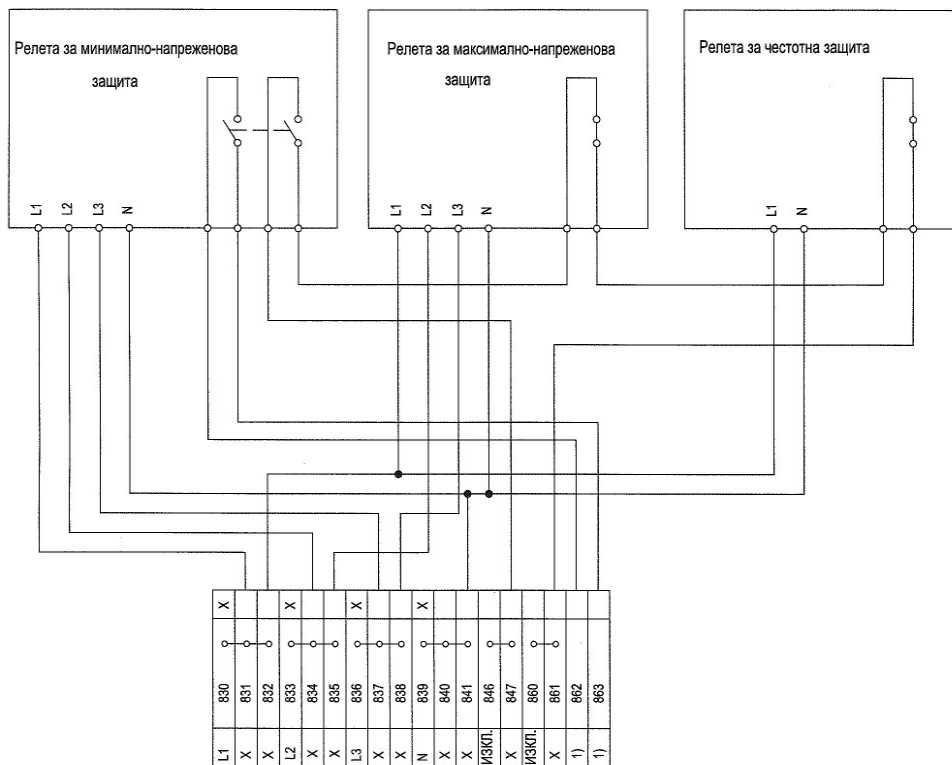 Релета за минимално-напреженова
защита
Релета за максимално-напреженова
защита
Релета за честотна защита
L1
L2
L3
N
L1
L2
L3
N
L1
N
X
X
X
X
830
831
832
833
834
835
836
837
838
839
840
841
846
847
860
861
862
863
L1
X
X
L2
X
X
L3
X
X
N
X
X
ИЗКЛ.
X
ИЗКЛ.
X
1)
1)